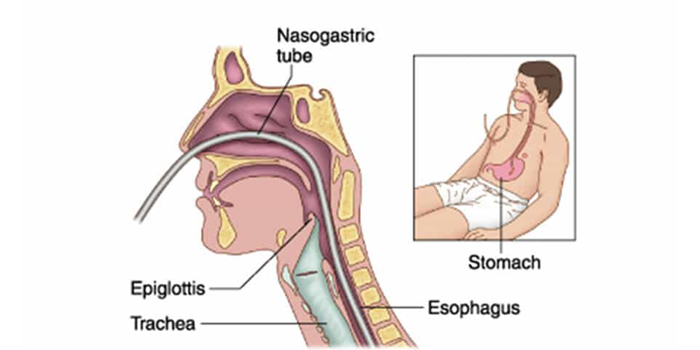 Nasogastric
tube
Stomach
Epiglottis
Esophagus
Trachea